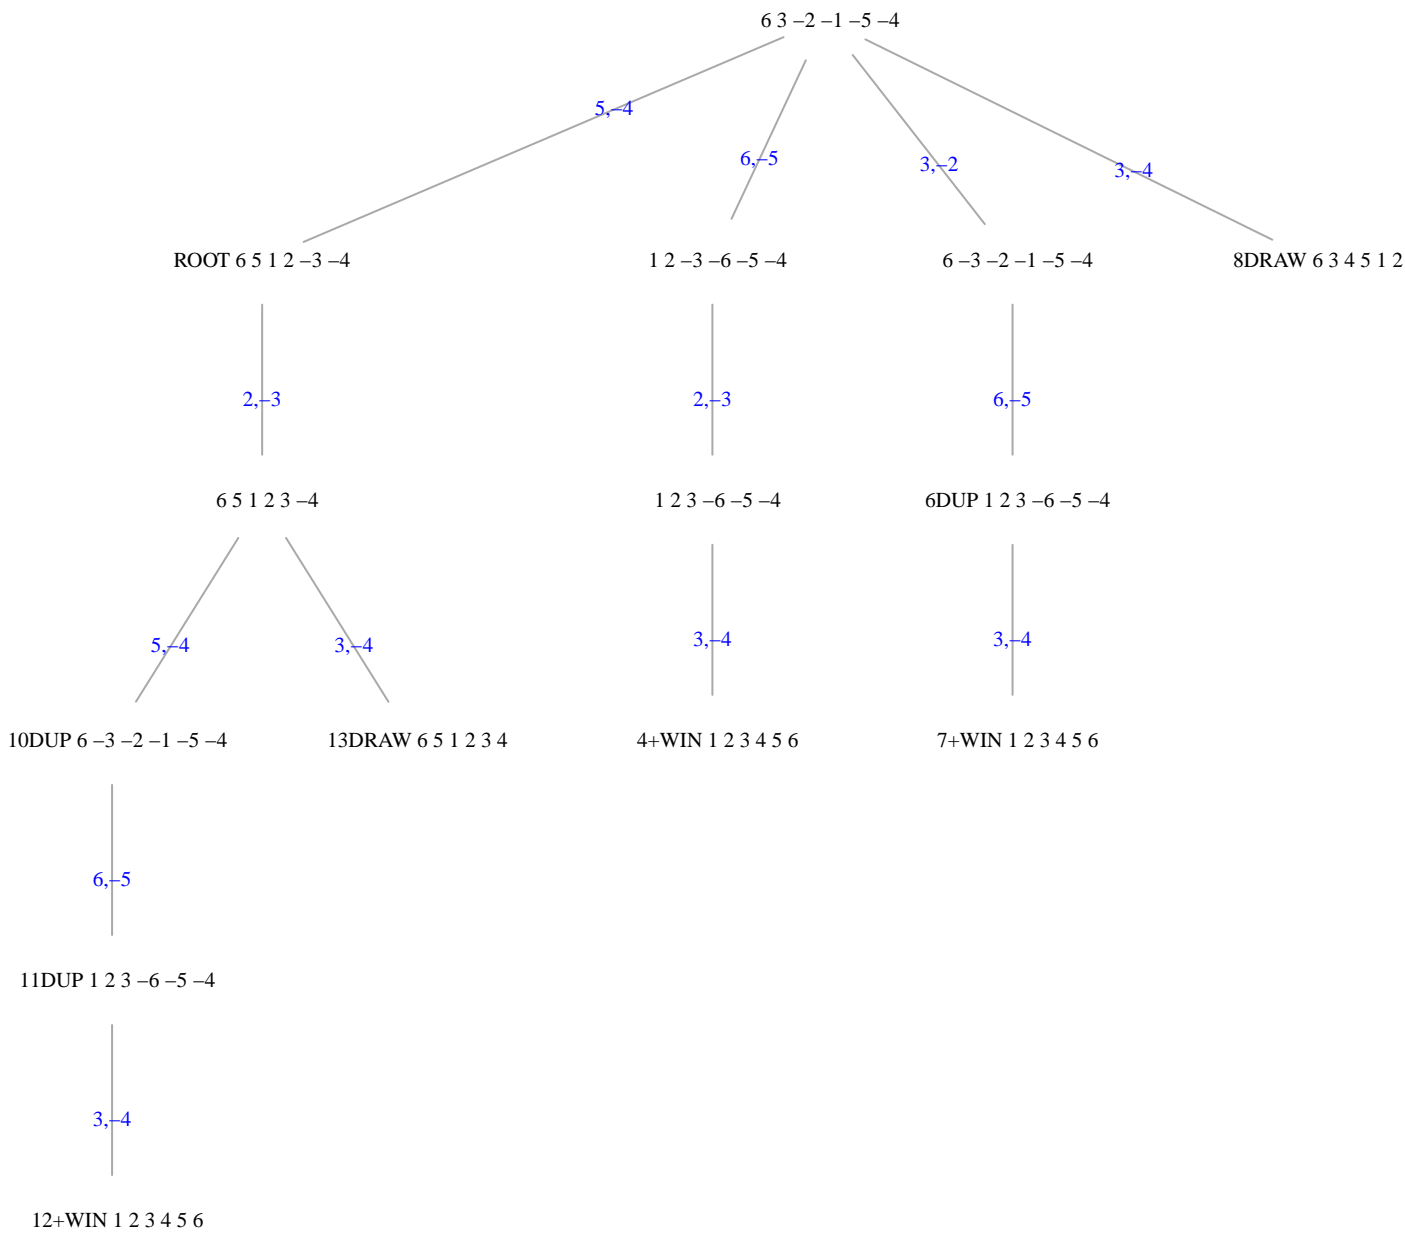 6 3 –2 –1 –5 –4
5,–4
6,–5
3,–2
3,–4
ROOT 6 5 1 2 –3 –4
1 2 –3 –6 –5 –4
6 –3 –2 –1 –5 –4
8DRAW 6 3 4 5 1 2
2,–3
2,–3
6,–5
6 5 1 2 3 –4
1 2 3 –6 –5 –4
6DUP 1 2 3 –6 –5 –4
5,–4
3,–4
3,–4
3,–4
10DUP 6 –3 –2 –1 –5 –4
13DRAW 6 5 1 2 3 4
4+WIN 1 2 3 4 5 6
7+WIN 1 2 3 4 5 6
6,–5
11DUP 1 2 3 –6 –5 –4
3,–4
12+WIN 1 2 3 4 5 6